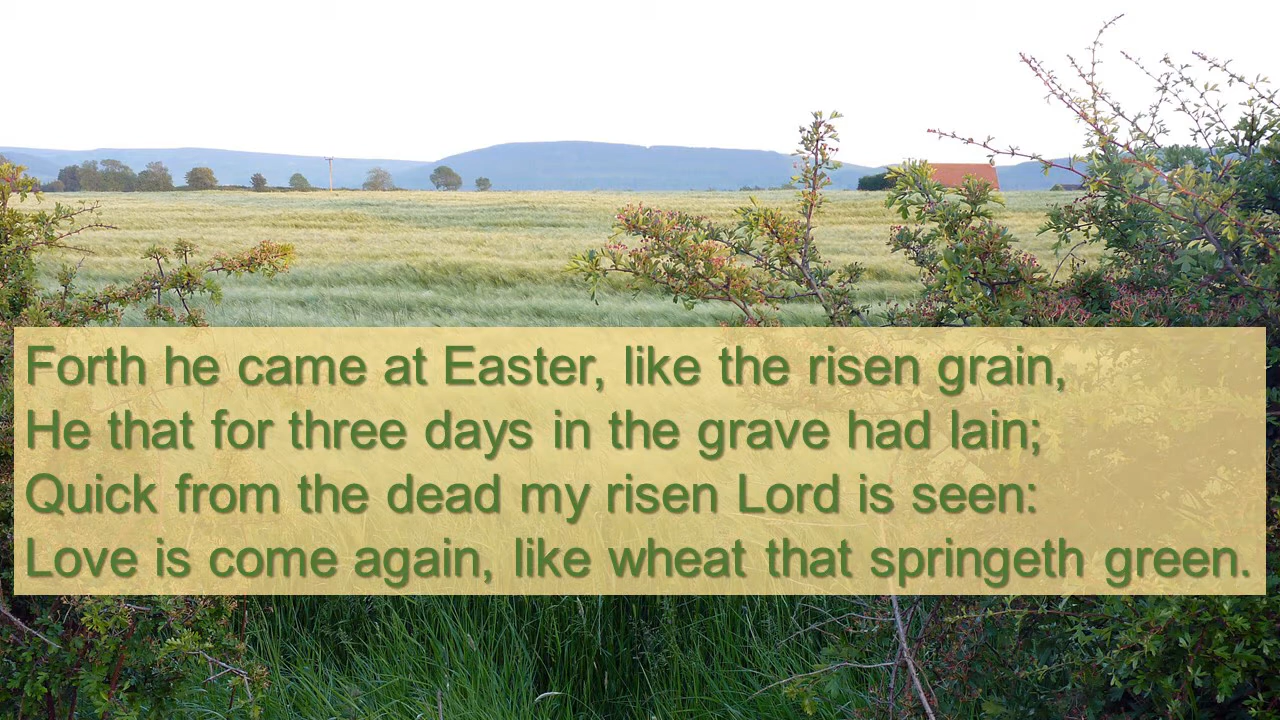 Forth he came at Easter, like the risen grain,
He that for three days in the grave had lain;
Quick from the dead my risen Lord is seen:
Love is come again, like wheat that springeth green.